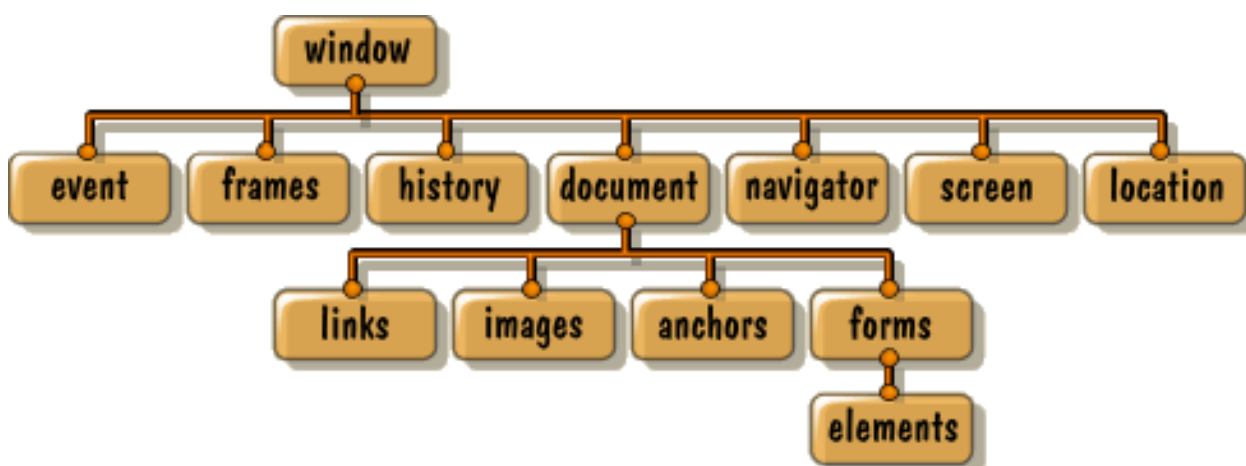 window
event frames history document navigator screen location
links images anchors forms
elements